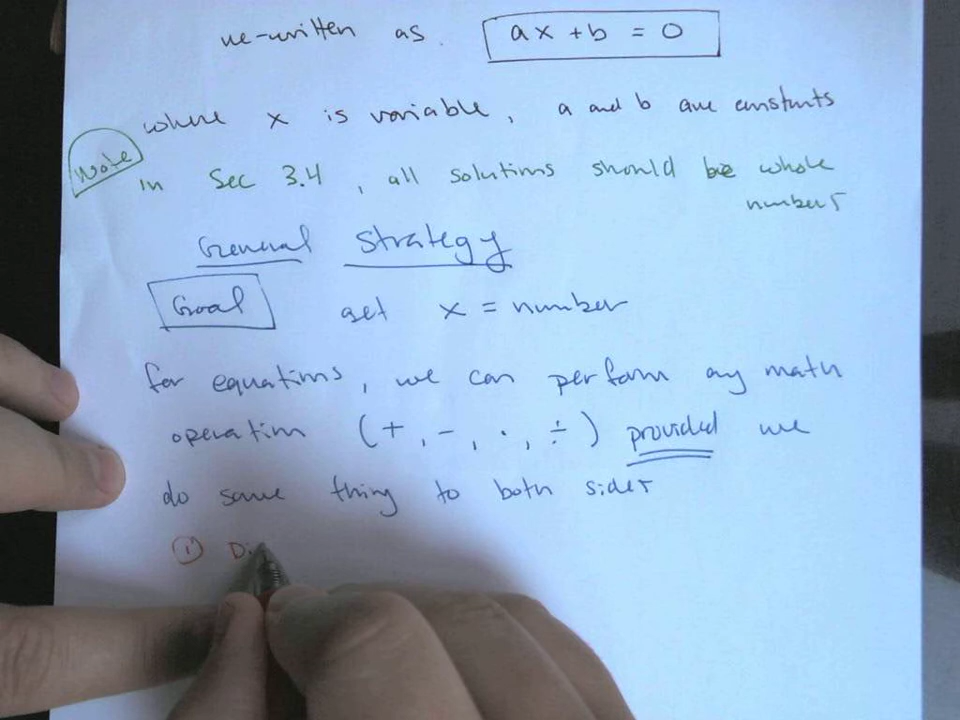 re-written as ax + b = 0
where x is variable, a and b are constants
Note
in Sec 3.4, all solutions should be whole
numbers
General Strategy
Goal get x = number
for equations, we can perform any math
operation (+, -, ·, ÷) provided we
do same thing to both sides
① Di